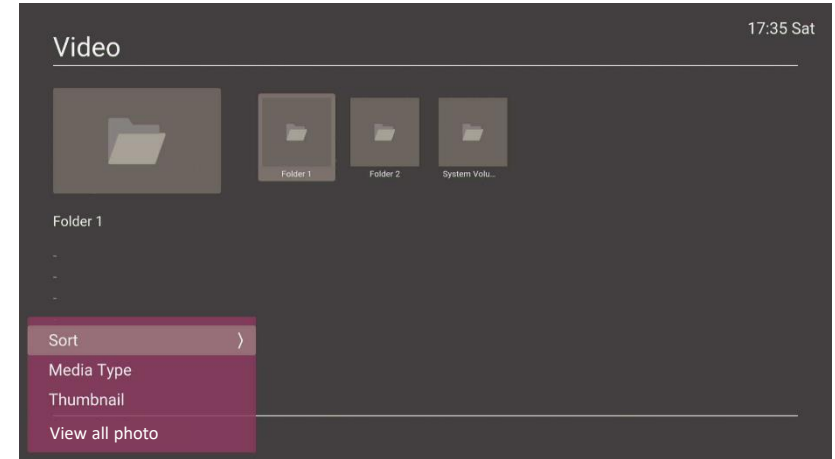 17:35 Sat
Video
Folder 1
Folder 2
System Volu...
Folder 1
-
-
-
Sort 〉
Media Type
Thumbnail
View all photo